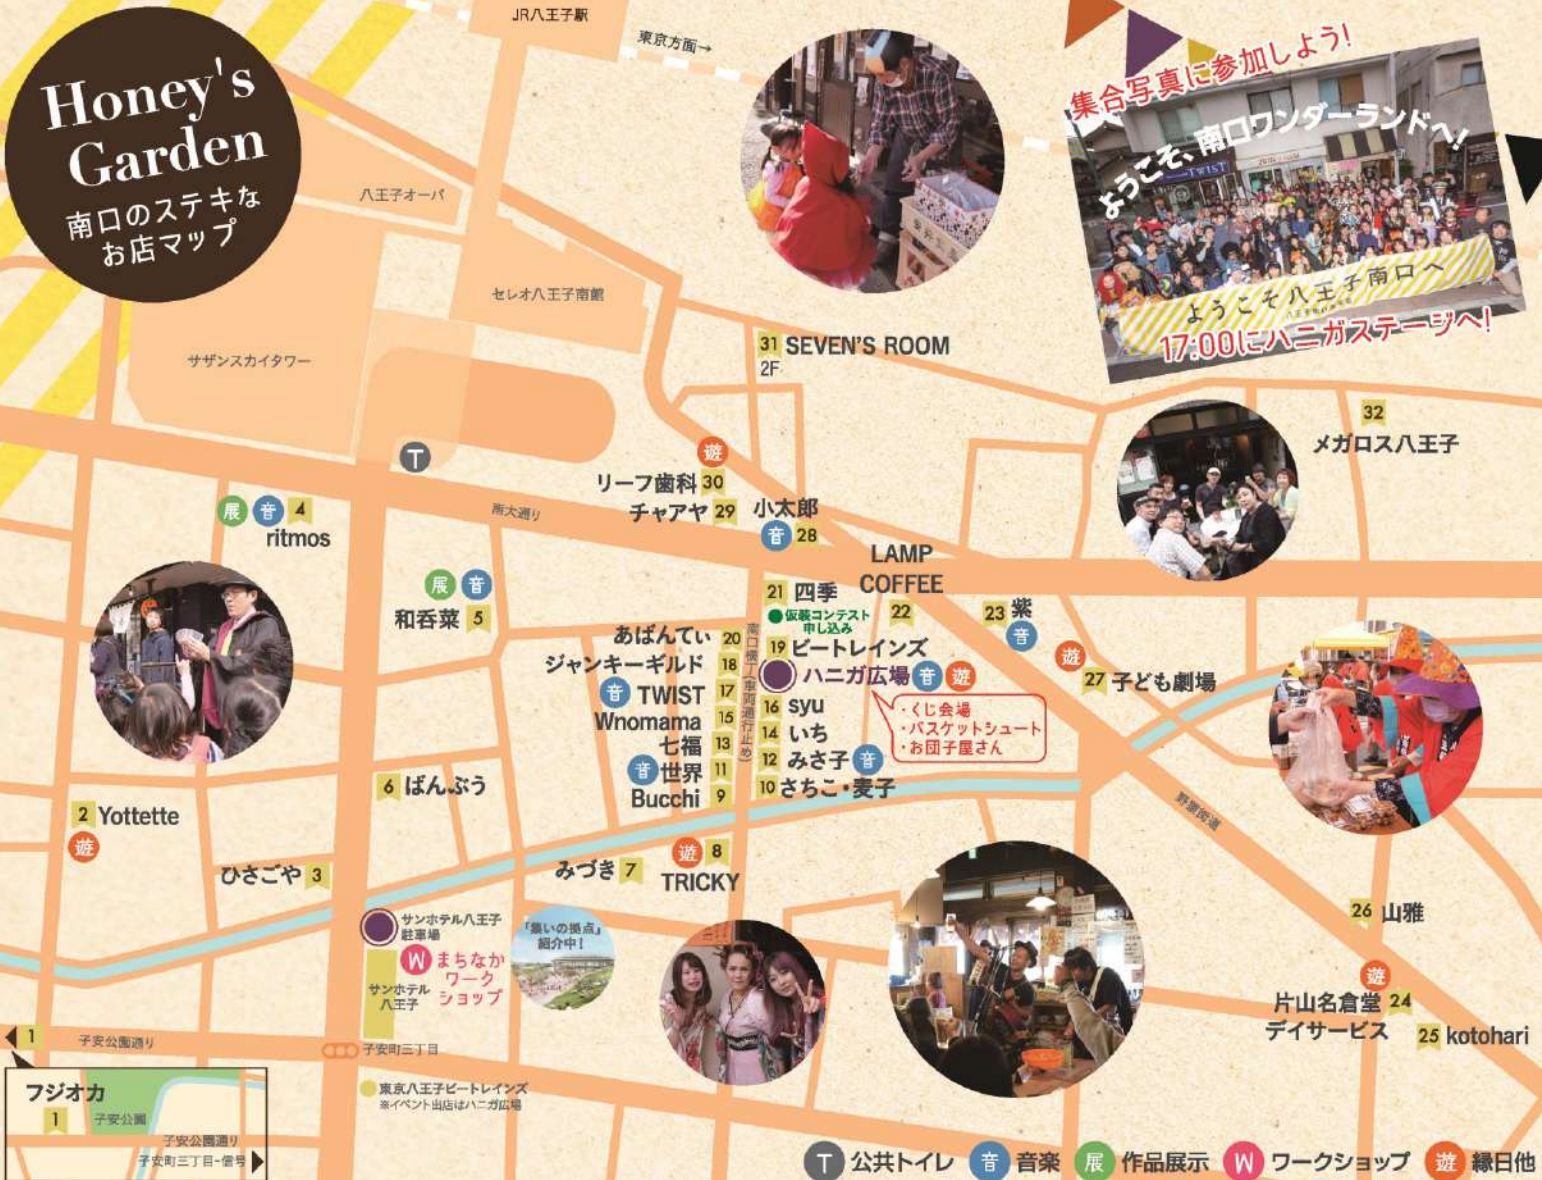 Honey's
Garden
南口のステキな
お店マップ
JR八王子駅
東京方面→
集合写真に参加しよう!
ようこそ、南口ワンダーランドへ!
TWIST
ようこそ八王子南口へ
17:00にハニガステージへ!
八王子オーパ
セレオ八王子南館
サザンスカイタワー
31 SEVEN'S ROOM
2F
32
メガロス八王子
T
遊
リーフ歯科 30
チャアヤ 29
小太郎
音 28
南大通り
展 音 4
ritmos
展 音
和呑菜 5
LAMP
COFFEE
22
21 四季
●仮装コンテスト
申し込み
23 紫
音
あばんてぃ 20
ジャンキーギルド 18
音 TWIST 17
Wnomama 15
七福 13
音 世界 11
Bucchi 9
南口横丁(車両通行止め)
19 ビートレインズ
ハニガ広場 音 遊
・くじ会場
・バスケットシュート
・お団子屋さん
16 syu
14 いち
12 みさ子 音
10 さちこ・麦子
遊
27 子ども劇場
野猿街道
6 ばんぶう
2 Yottette
遊
ひさごや 3
みづき 7
遊 8
TRICKY
サンホテル八王子
駐車場
W まちなか
ワーク
ショップ
サンホテル
八王子
「集いの拠点」
紹介中!
26 山雅
遊
片山名倉堂 24
デイサービス
25 kotohari
1
子安公園通り
子安町三丁目
東京八王子ビートレインズ
※イベント出店はハニガ広場
フジオカ
1
子安公園
子安公園通り
子安町三丁目-信号
T 公共トイレ 音 音楽 展 作品展示 W ワークショップ 遊 縁日他